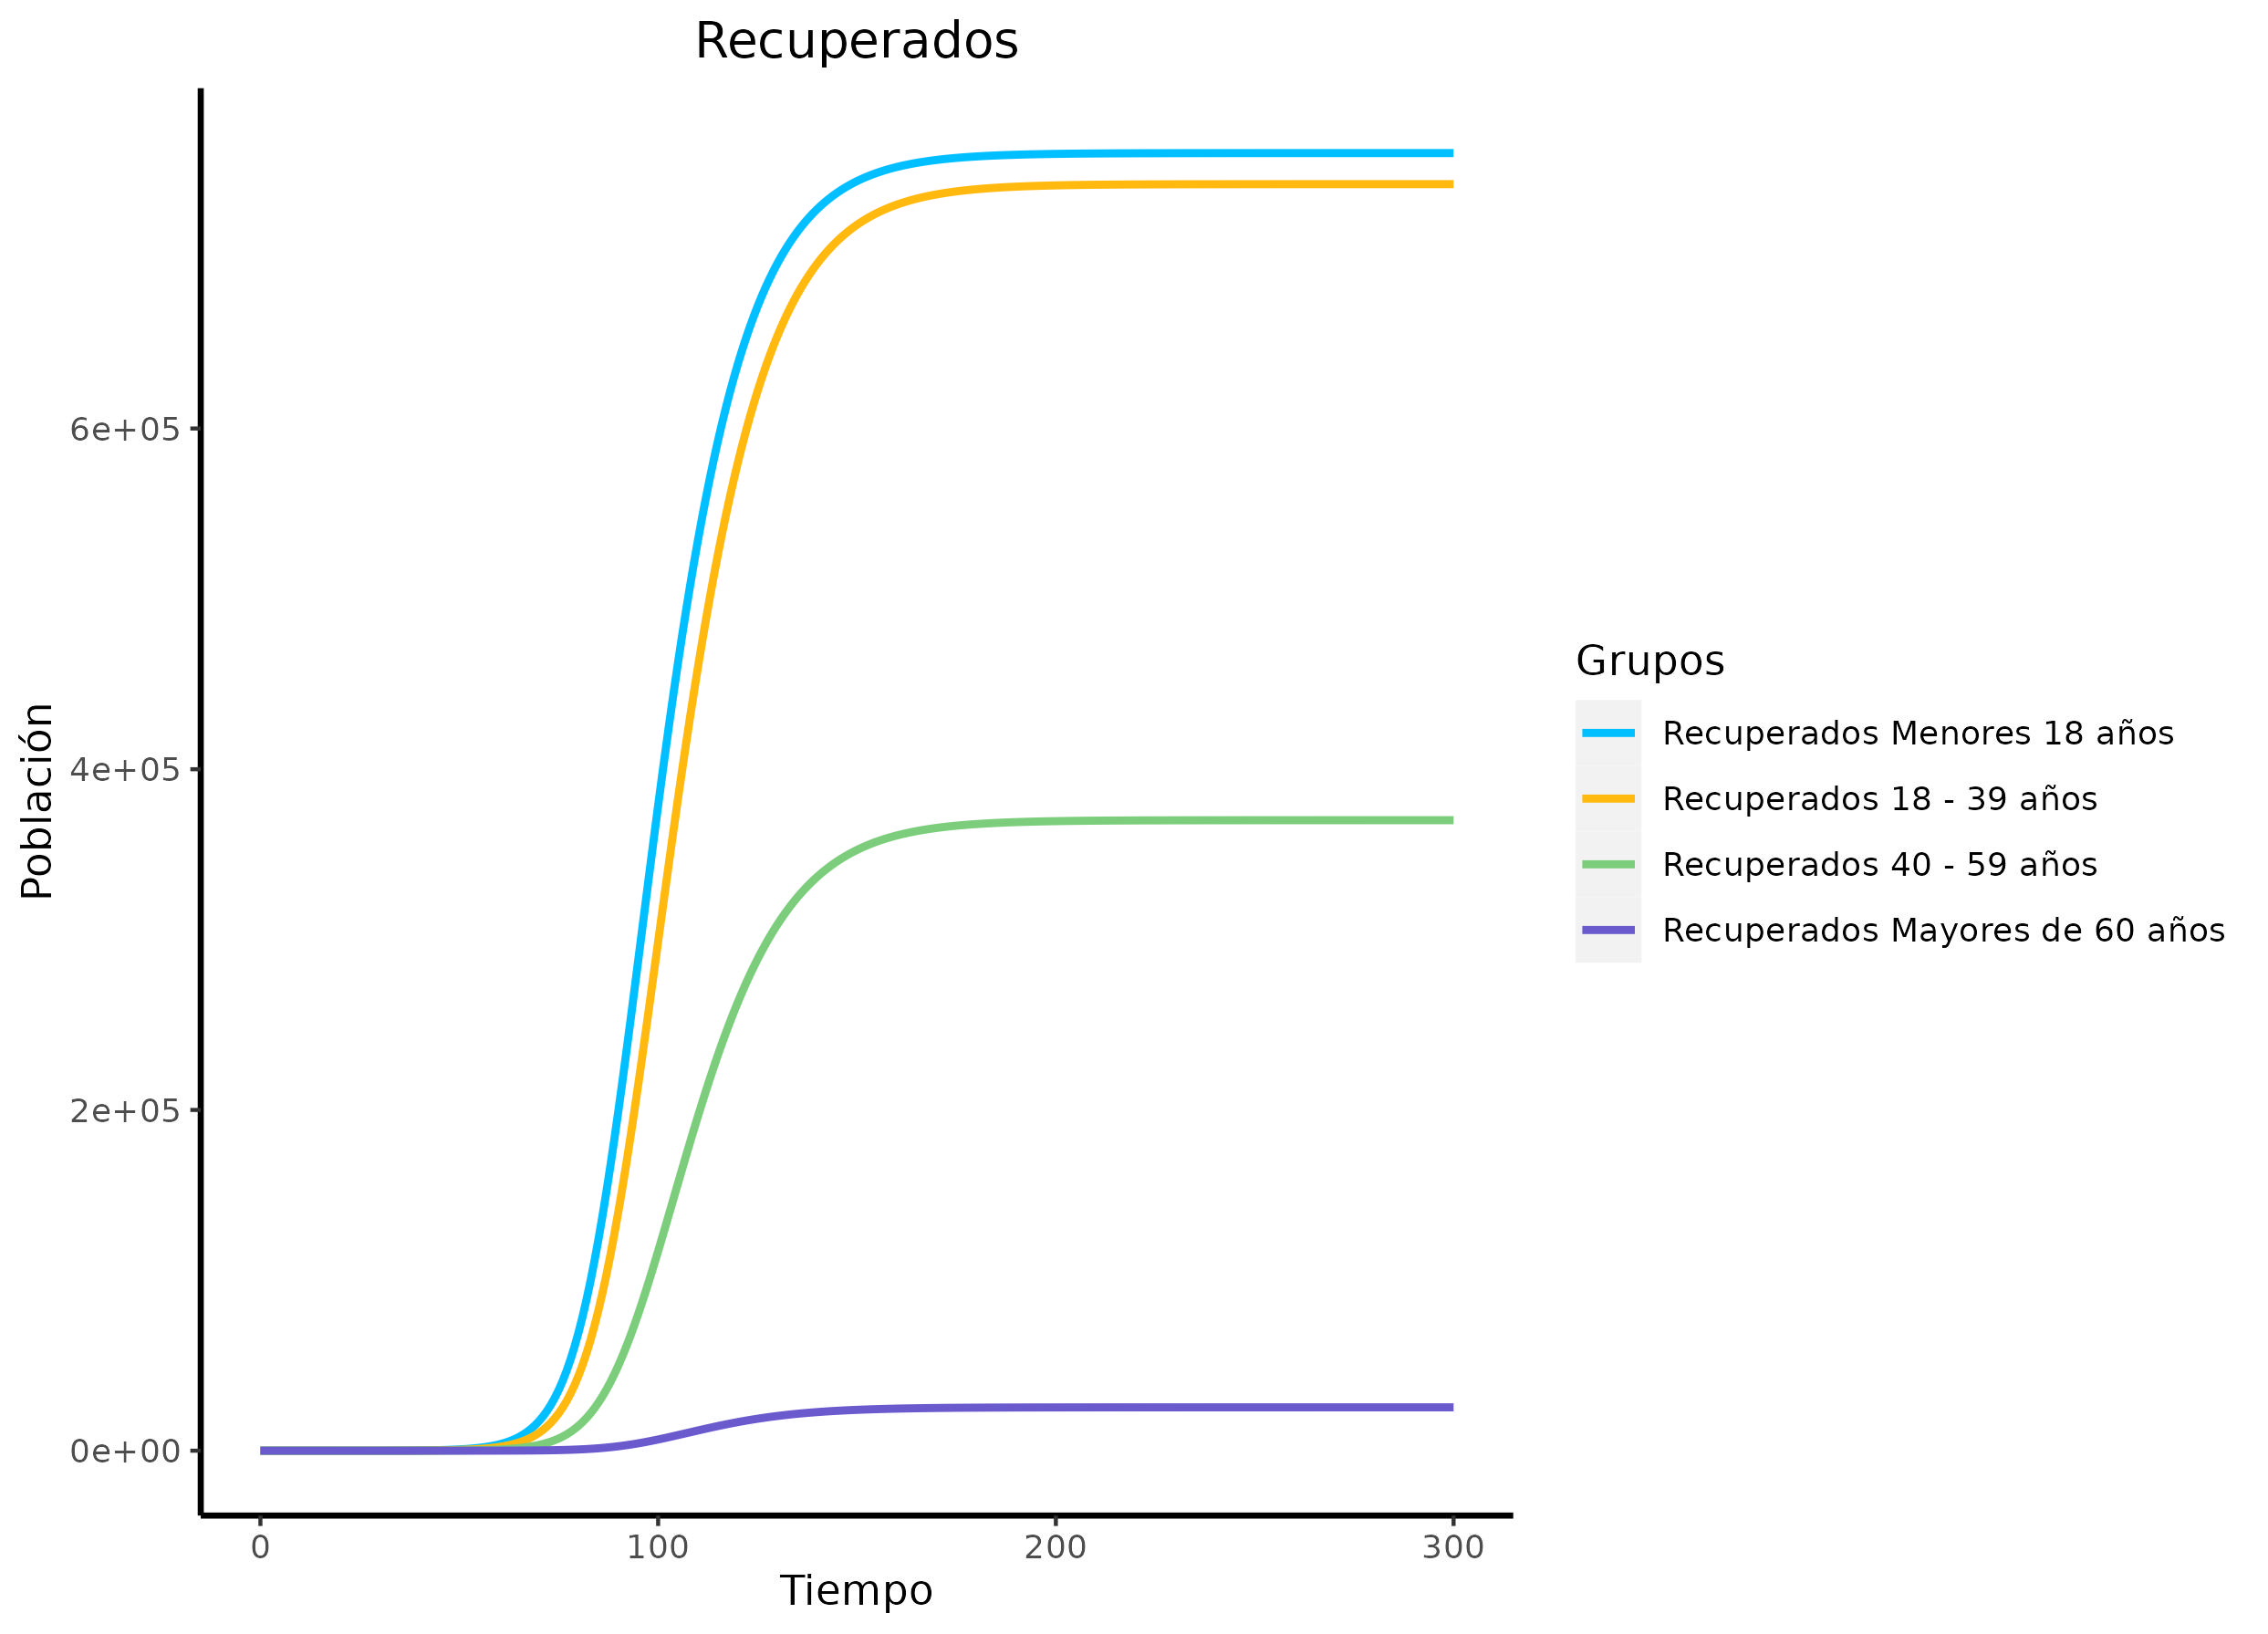 Recuperados
Población
6e+05
4e+05
2e+05
0e+00
0
100
200
300
Tiempo
Grupos
Recuperados Menores 18 años
Recuperados 18 - 39 años
Recuperados 40 - 59 años
Recuperados Mayores de 60 años